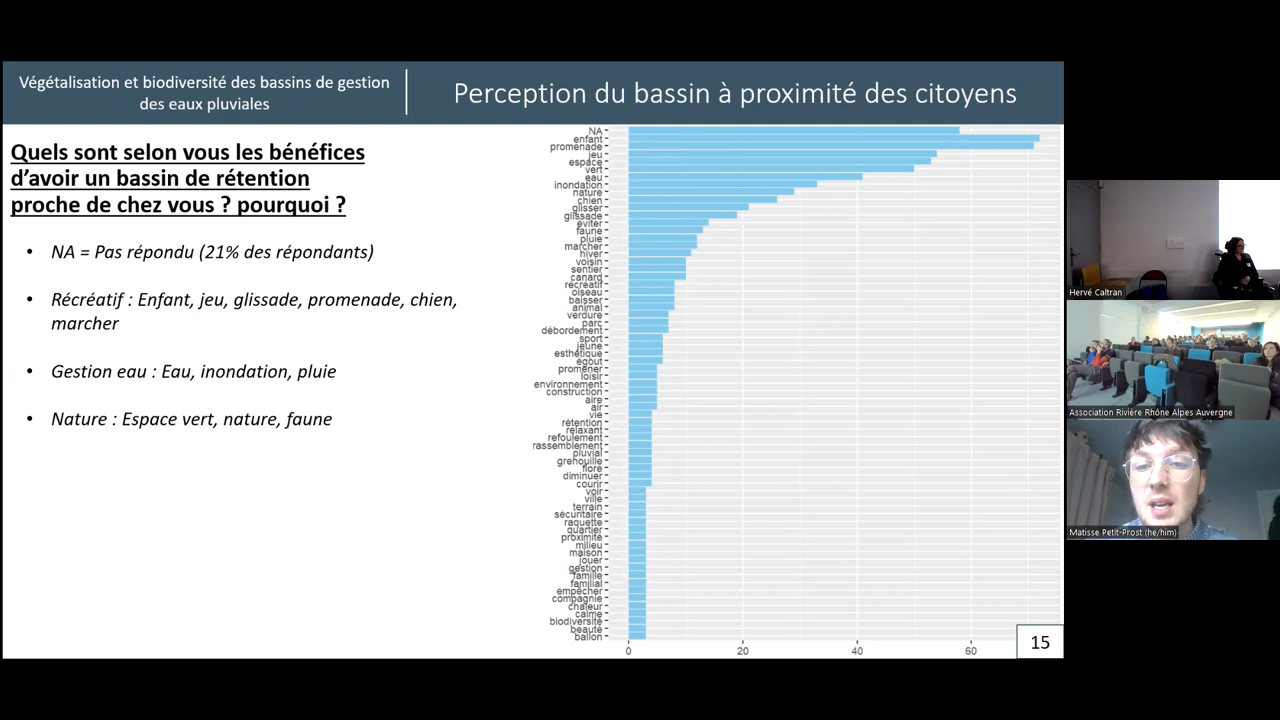 Végétalisation et biodiversité des bassins de gestion
des eaux pluviales
Perception du bassin à proximité des citoyens
Quels sont selon vous les bénéfices
d’avoir un bassin de rétention
proche de chez vous ? pourquoi ?
• NA = Pas répondu (21% des répondants)
• Récréatif : Enfant, jeu, glissade, promenade, chien,
marcher
• Gestion eau : Eau, inondation, pluie
• Nature : Espace vert, nature, faune
NA
enfant
promenade
jeu
espace
vert
eau
inondation
nature
chien
glisser
glissade
éviter
faune
pluie
marcher
hiver
voisin
sentier
canard
récréatif
oiseau
baisser
animal
verdure
parc
débordement
sport
jeune
esthétique
égout
promener
loisir
environnement
construction
aire
air
vie
rétention
relaxant
refoulement
rassemblement
pluvial
grenouille
flore
diminuer
courir
voir
ville
terrain
sécuritaire
raquette
quartier
proximité
milieu
maison
jouer
gestion
famille
familial
empêcher
compagnie
chaleur
calme
biodiversité
beauté
ballon
0 20 40 60
15
Hervé Caltran
Association Rivière Rhône Alpes Auvergne
Matisse Petit-Prost (he/him)